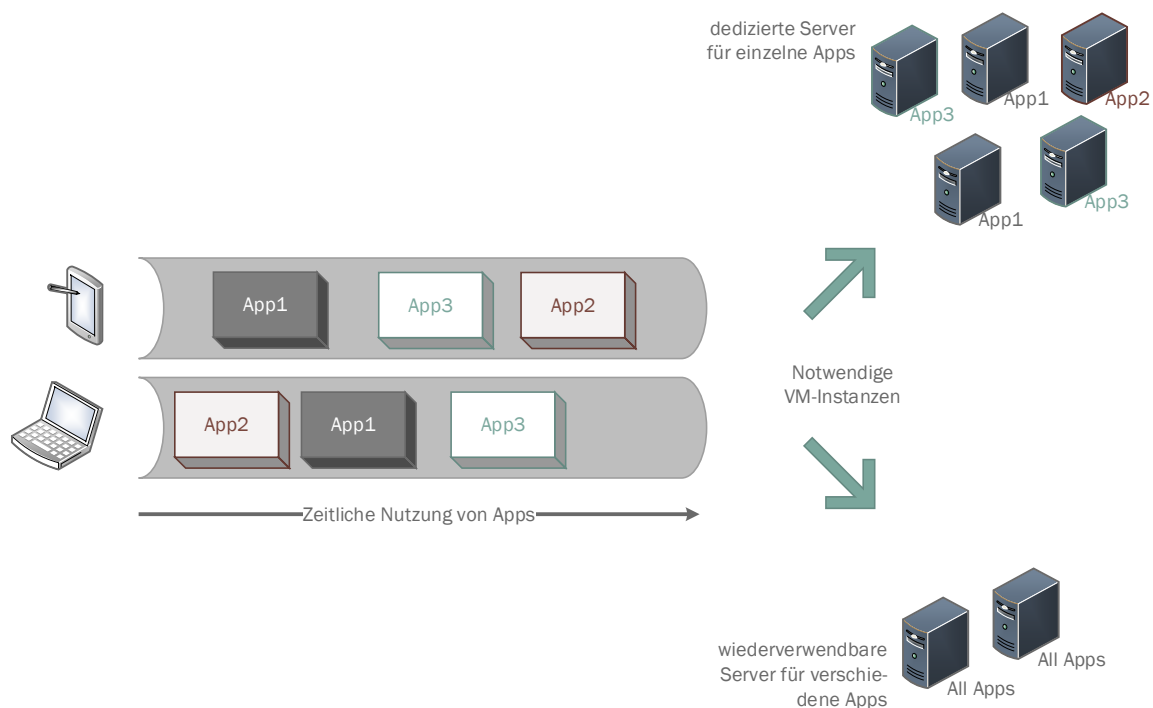 dedizierte Server
für einzelne Apps
App3
App1
App2
App1
App3
App1
App3
App2
App2
App1
App3
Zeitliche Nutzung von Apps
Notwendige
VM-Instanzen
wiederverwendbare
Server für verschie-
dene Apps
All Apps
All Apps